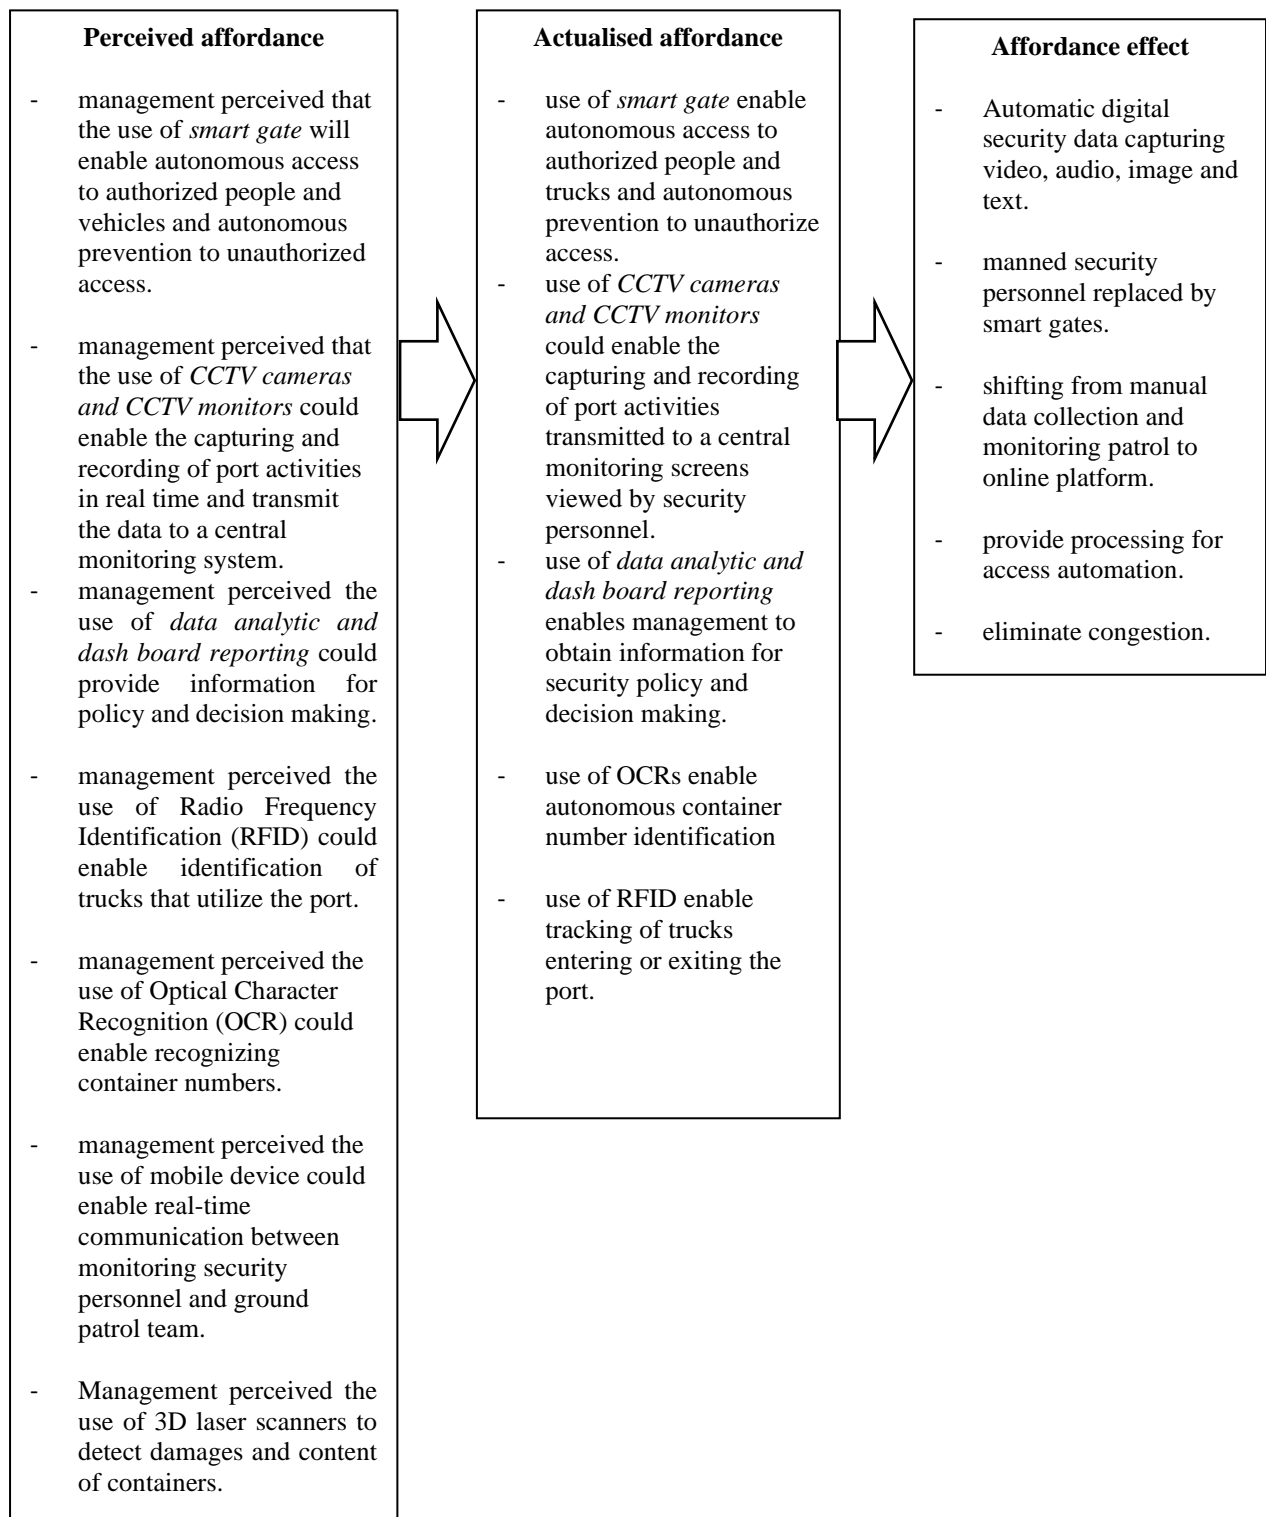 Perceived affordance
- management perceived that
the use of smart gate will
enable autonomous access
to authorized people and
vehicles and autonomous
prevention to unauthorized
access.
- management perceived that
the use of CCTV cameras
and CCTV monitors could
enable the capturing and
recording of port activities
in real time and transmit
the data to a central
monitoring system.
- management perceived the
use of data analytic and
dash board reporting could
provide information for
policy and decision making.
- management perceived the
use of Radio Frequency
Identification (RFID) could
enable identification of
trucks that utilize the port.
- management perceived the
use of Optical Character
Recognition (OCR) could
enable recognizing
container numbers.
- management perceived the
use of mobile device could
enable real-time
communication between
monitoring security
personnel and ground
patrol team.
- Management perceived the
use of 3D laser scanners to
detect damages and content
of containers.
Actualised affordance
- use of smart gate enable
autonomous access to
authorized people and
trucks and autonomous
prevention to unauthorize
access.
- use of CCTV cameras
and CCTV monitors
could enable the
capturing and recording
of port activities
transmitted to a central
monitoring screens
viewed by security
personnel.
- use of data analytic and
dash board reporting
enables management to
obtain information for
security policy and
decision making.
- use of OCRs enable
autonomous container
number identification
- use of RFID enable
tracking of trucks
entering or exiting the
port.
Affordance effect
- Automatic digital
security data capturing
video, audio, image and
text.
- manned security
personnel replaced by
smart gates.
- shifting from manual
data collection and
monitoring patrol to
online platform.
- provide processing for
access automation.
- eliminate congestion.